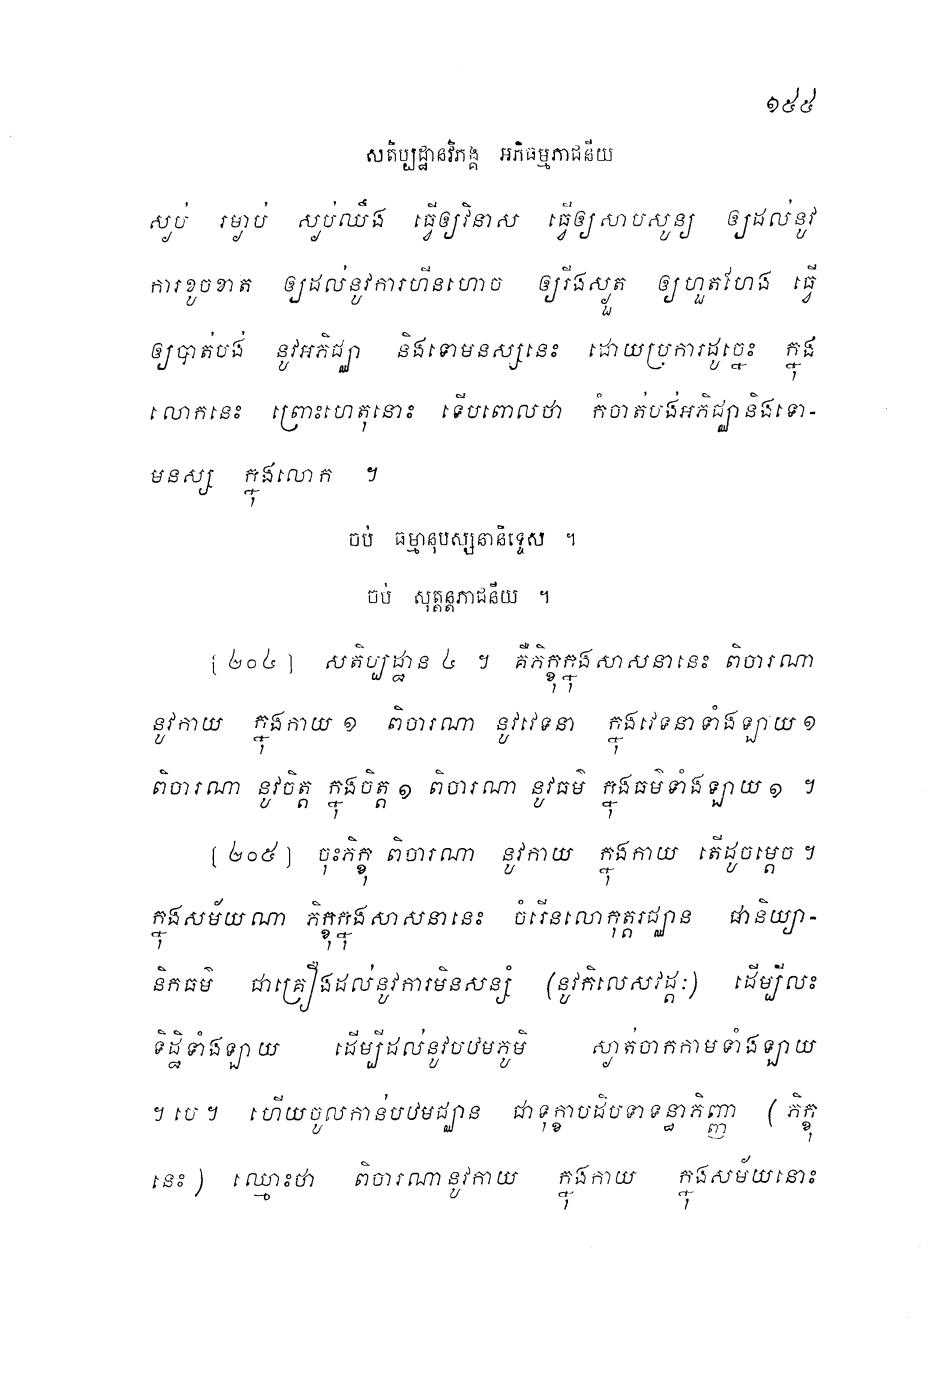 ១៥៥
សតិប្បដ្ឋានវិភង្គ អភិធម្មភាជនីយ
ស្ងប់ រម្ងាប់ ស្ងប់ឈឹង ធ្វើឲ្យវិនាស ធ្វើឲ្យសាបសូន្យ ឲ្យដល់នូវ
ការខូចខាត ឲ្យដល់នូវការហិនហោច ឲ្យរីងស្ងួត ឲ្យហួតហែង ធ្វើ
ឲ្យបាត់បង់ នូវអភិជ្ឈា និងទោមនស្សនេះ ដោយប្រការដូច្នេះ ក្នុង
លោកនេះ ព្រោះហេតុនោះ ទើបពោលថា កំចាត់បង់អភិជ្ឈានិងទោ-
មនស្ស ក្នុងលោក ។
ចប់ ធម្មានុបស្សនានិទ្ទេស ។
ចប់ សុត្តន្តភាជនីយ ។
[២០៤] សតិប្បដ្ឋាន ៤ ។ គឺភិក្ខុក្នុងសាសនានេះ ពិចារណា
នូវកាយ ក្នុងកាយ ១ ពិចារណា នូវវេទនា ក្នុងវេទនាទាំងឡាយ ១
ពិចារណា នូវចិត្ត ក្នុងចិត្ត ១ ពិចារណា នូវធម៌ ក្នុងធម៌ទាំងឡាយ ១ ។
[២០៥] ចុះភិក្ខុ ពិចារណា នូវកាយ ក្នុងកាយ តើដូចម្តេច ។
ក្នុងសម័យណា ភិក្ខុក្នុងសាសនានេះ ចំរើនលោកុត្តរជ្ឈាន ជានិយ្យា-
និកធម៌ ជាគ្រឿងដល់នូវការមិនសន្សំ (នូវកិលេសវដ្តៈ) ដើម្បីលះ
ទិដ្ឋិទាំងឡាយ ដើម្បីដល់នូវបឋមភូមិ ស្ងាត់ចាកកាមទាំងឡាយ
។ បេ ។ ហើយចូលកាន់បឋមជ្ឈាន ជាទុក្ខាបដិបទាទន្ធាភិញ្ញា (ភិក្ខុ
នេះ) ឈ្មោះថា ពិចារណានូវកាយ ក្នុងកាយ ក្នុងសម័យនោះ